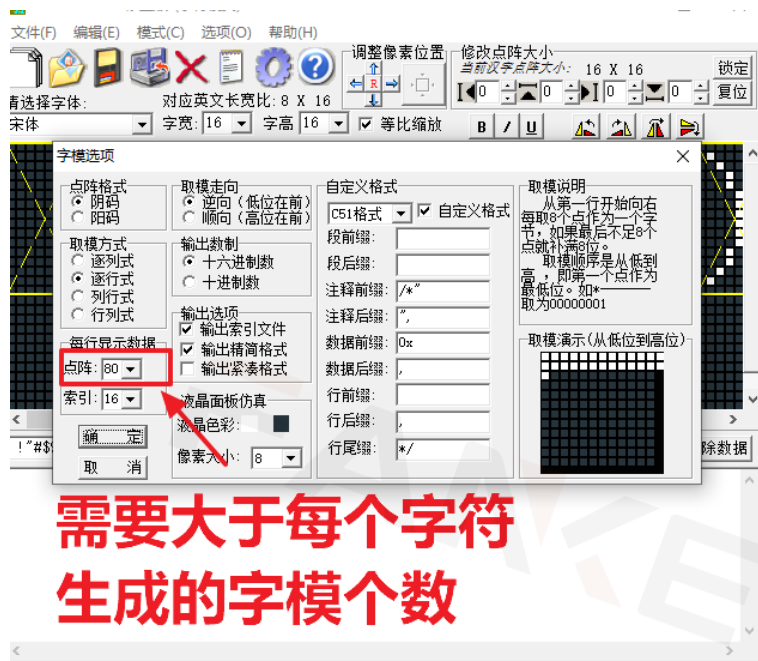 文件(F) 编辑(E) 模式(C) 选项(O) 帮助(H)
调整像素位置 修改点阵大小
当前汉字点阵大小: 16 X 16 锁定
R
0 0 0 0 复位
请选择字体: 对应英文长宽比: 8 X 16
宋体 字宽: 16 字高 16 等比缩放 B / U
字模选项
点阵格式
阴码
阳码
取模方式
逐列式
逐行式
列行式
行列式
每行显示数据
点阵: 80
索引: 16
确 定
取 消
取模走向
逆向(低位在前)
顺向(高位在前)
输出数制
十六进制数
十进制数
输出选项
输出索引文件
输出精简格式
输出紧凑格式
液晶面板仿真
液晶色彩:
像素大小: 8
自定义格式
C51格式 自定义格式
段前缀:
段后缀:
注释前缀: /*"
注释后缀: ",
数据前缀: 0x
数据后缀: ,
行前缀:
行后缀: ,
行尾缀: */
取模说明
从第一行开始向右
每取8个点作为一个字
节，如果最后不足8个
点就补满8位。
取模顺序是从低到
高，即第一个点作为
最低位。如*-------
取为00000001
取模演示(从低位到高位)
!"#$
除数据
需要大于每个字符
生成的字模个数